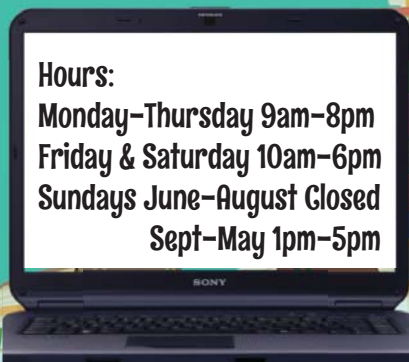 Hours:
Monday–Thursday 9am–8pm
Friday & Saturday 10am–6pm
Sundays June–August Closed
Sept–May 1pm–5pm
SONY